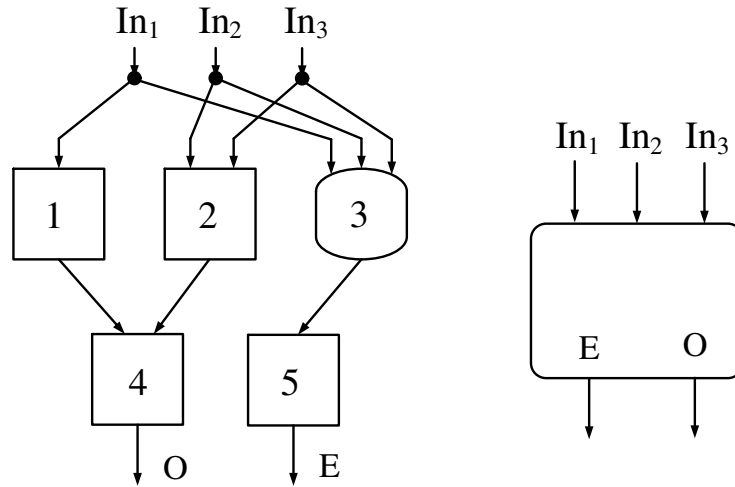 In₁ In₂ In₃
1 2 3
4 5
O E
In₁ In₂ In₃
E O